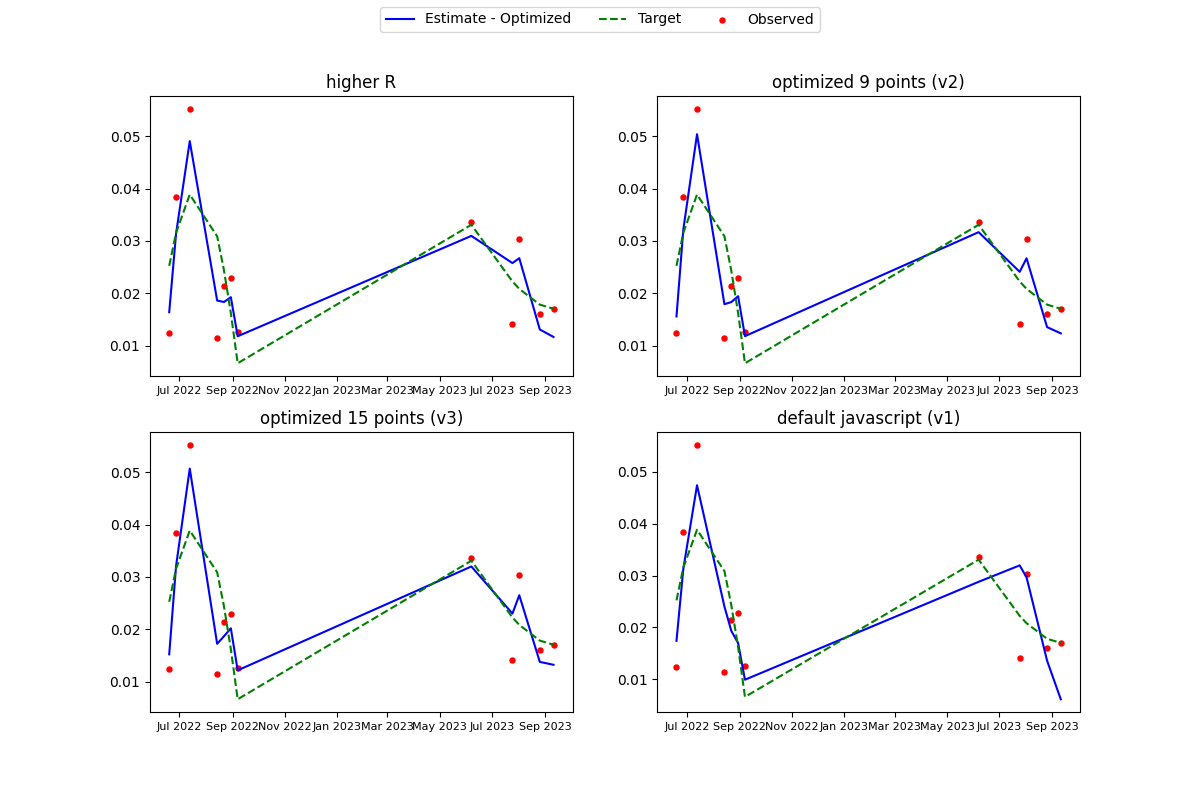 Estimate - Optimized Target Observed
higher R
0.05
0.04
0.03
0.02
0.01
Jul 2022 Sep 2022 Nov 2022 Jan 2023 Mar 2023 May 2023 Jul 2023 Sep 2023
optimized 9 points (v2)
0.05
0.04
0.03
0.02
0.01
Jul 2022 Sep 2022 Nov 2022 Jan 2023 Mar 2023 May 2023 Jul 2023 Sep 2023
optimized 15 points (v3)
0.05
0.04
0.03
0.02
0.01
Jul 2022 Sep 2022 Nov 2022 Jan 2023 Mar 2023 May 2023 Jul 2023 Sep 2023
default javascript (v1)
0.05
0.04
0.03
0.02
0.01
Jul 2022 Sep 2022 Nov 2022 Jan 2023 Mar 2023 May 2023 Jul 2023 Sep 2023